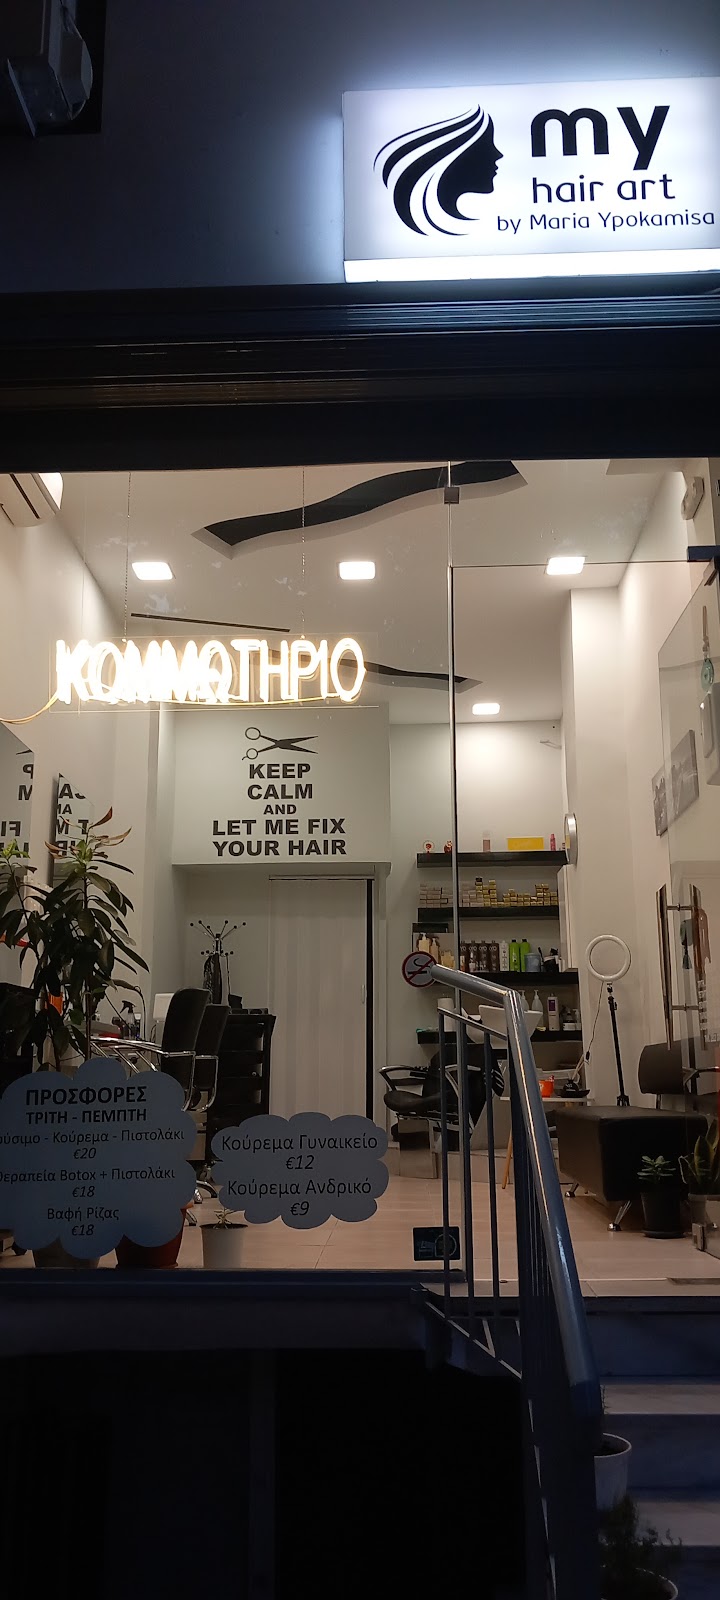 my
hair art
by Maria Ypokamisa
ΚΟΜΜΩΤΗΡΙΟ
KEEP
CALM
AND
LET ME FIX
YOUR HAIR
ΠΡΟΣΦΟΡΕΣ
ΤΡΙΤΗ - ΠΕΜΠΤΗ
- Κούρεμα - Πιστολάκι
€20
Θεραπεία Botox + Πιστολάκι
€18
Βαφή Ρίζας
€18
Κούρεμα Γυναικείο
€12
Κούρεμα Ανδρικό
€9